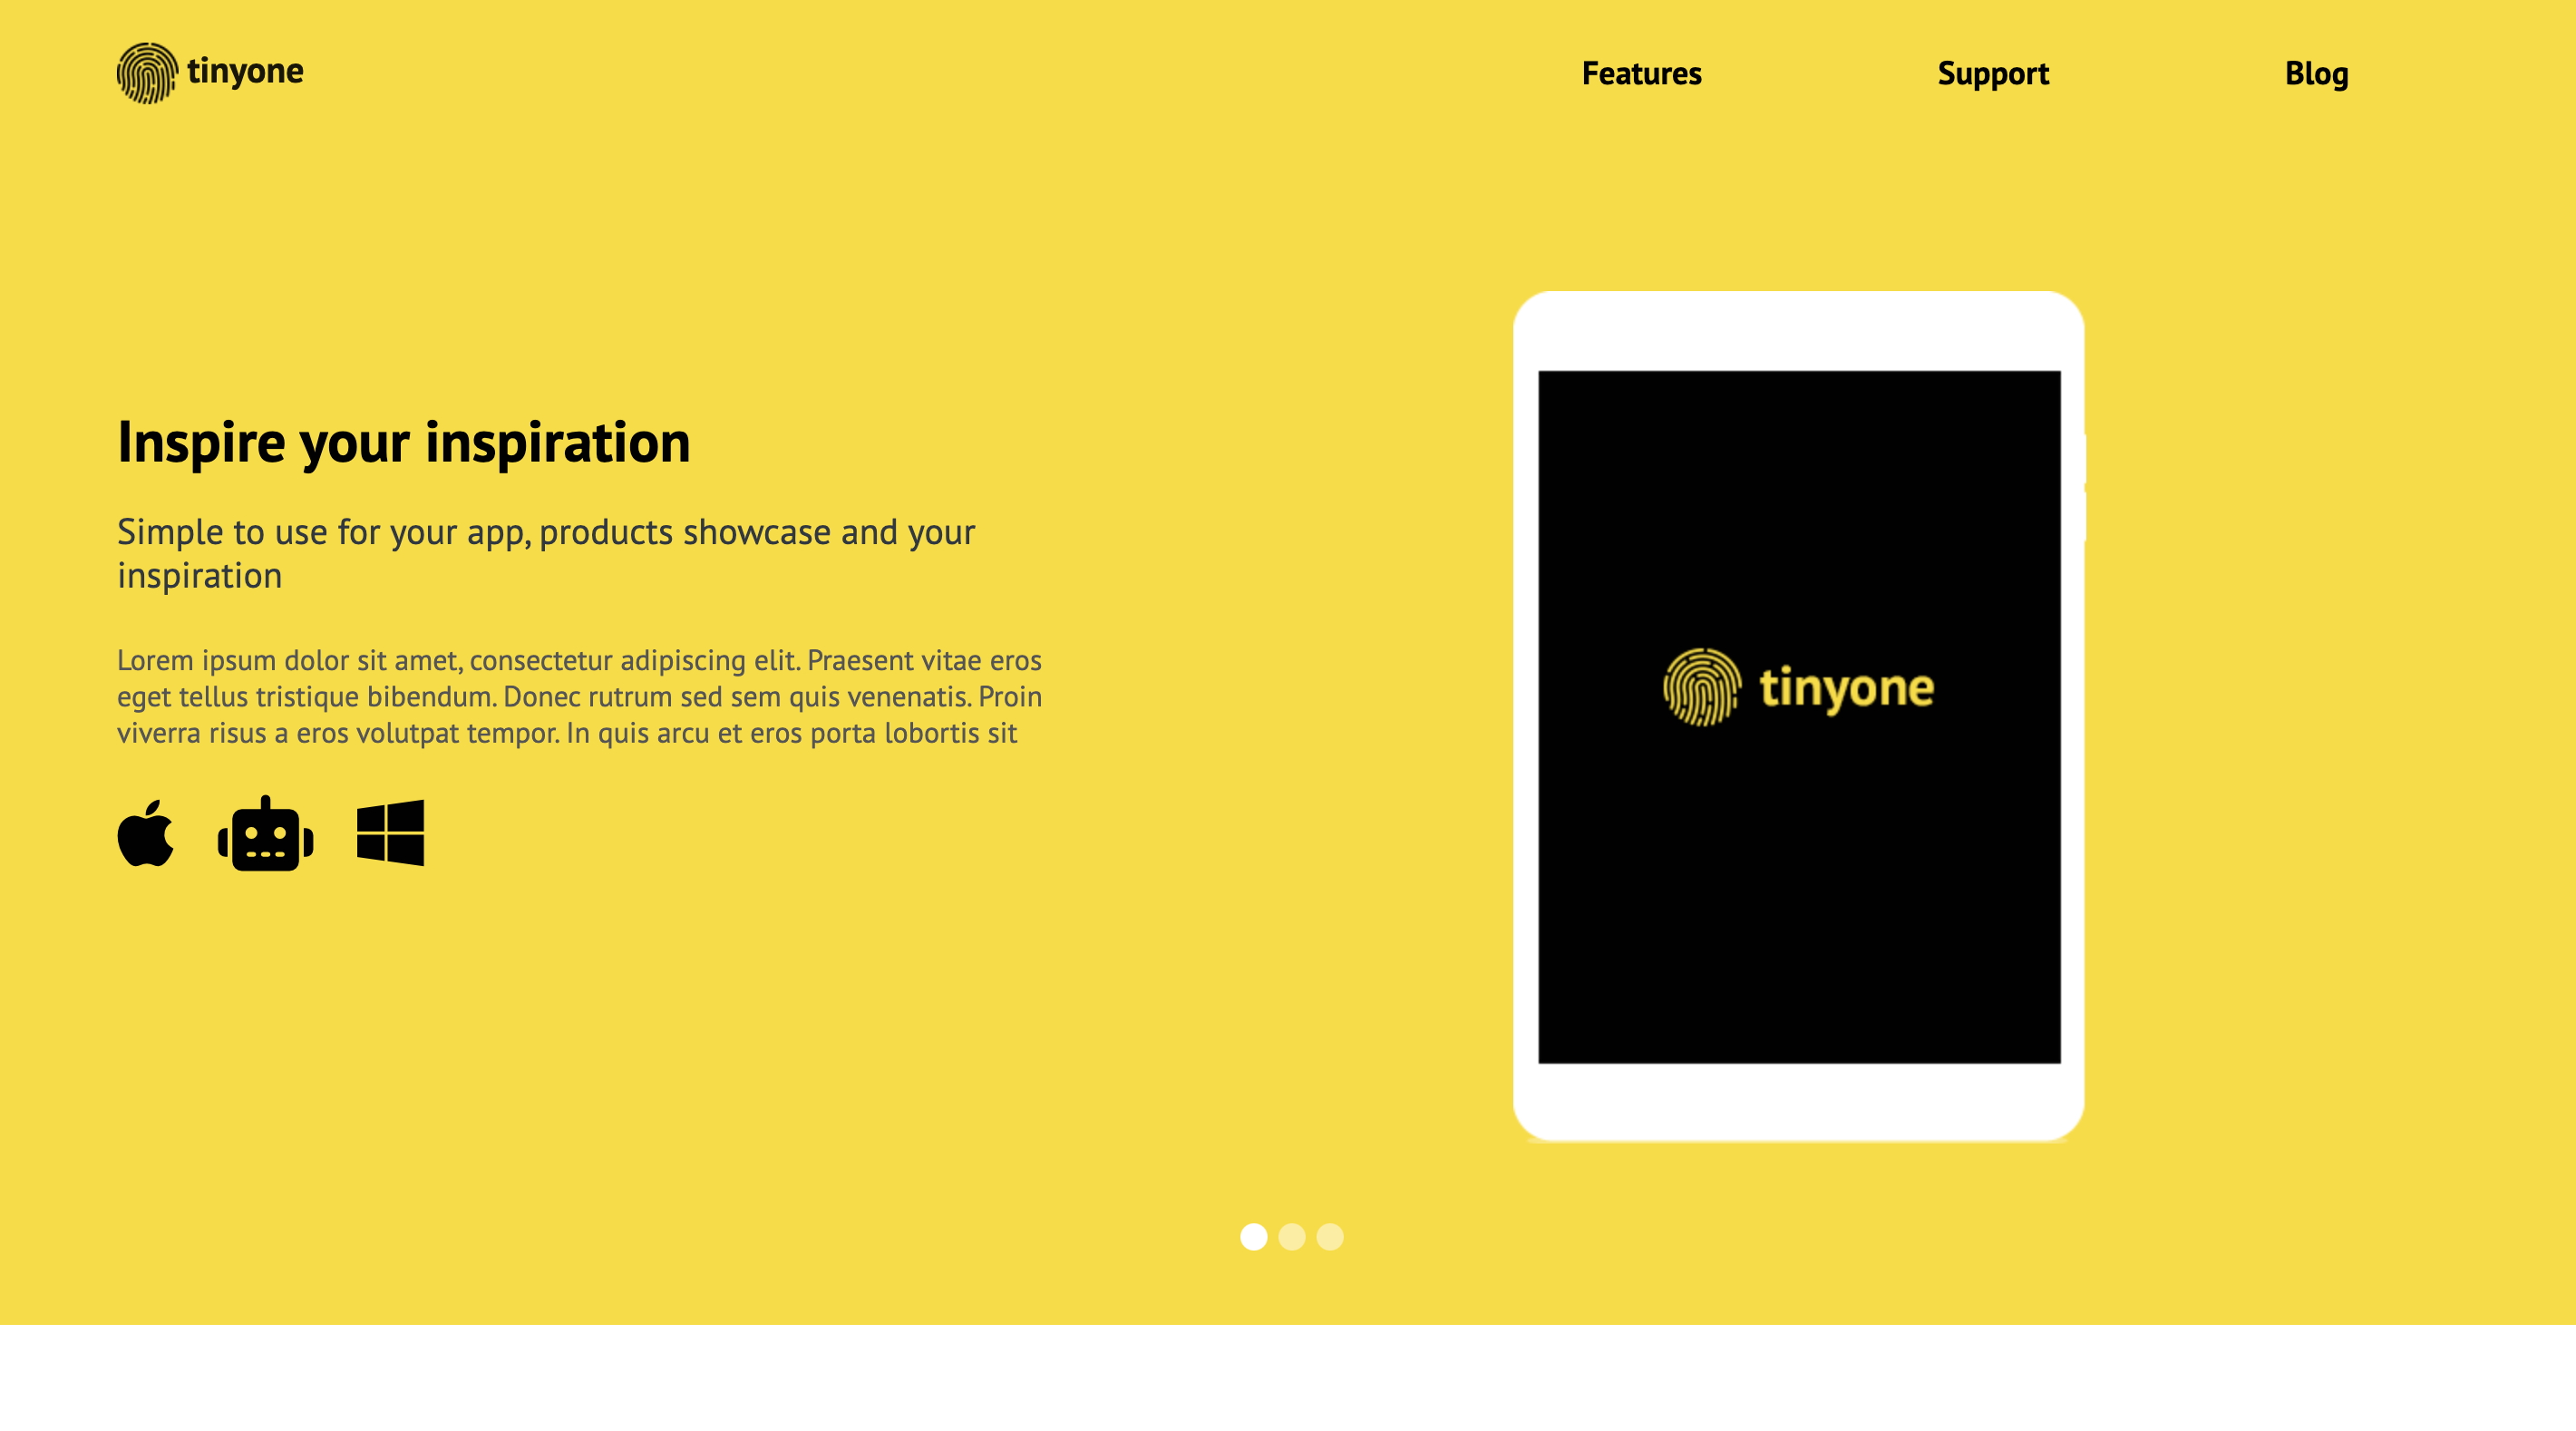 tinyone
Features
Support
Blog
Inspire your inspiration
Simple to use for your app, products showcase and your
inspiration
Lorem ipsum dolor sit amet, consectetur adipiscing elit. Praesent vitae eros
eget tellus tristique bibendum. Donec rutrum sed sem quis venenatis. Proin
viverra risus a eros volutpat tempor. In quis arcu et eros porta lobortis sit
tinyone